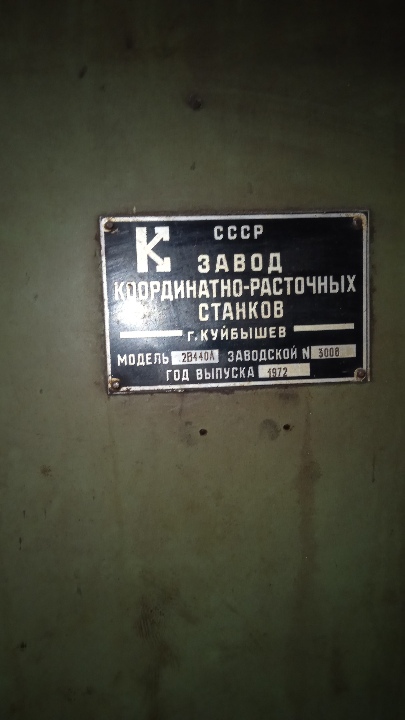 К СССР
ЗАВОД
КООРДИНАТНО-РАСТОЧНЫХ
СТАНКОВ
г. КУЙБЫШЕВ
МОДЕЛЬ 2В440А ЗАВОДСКОЙ N 3008
ГОД ВЫПУСКА 1972